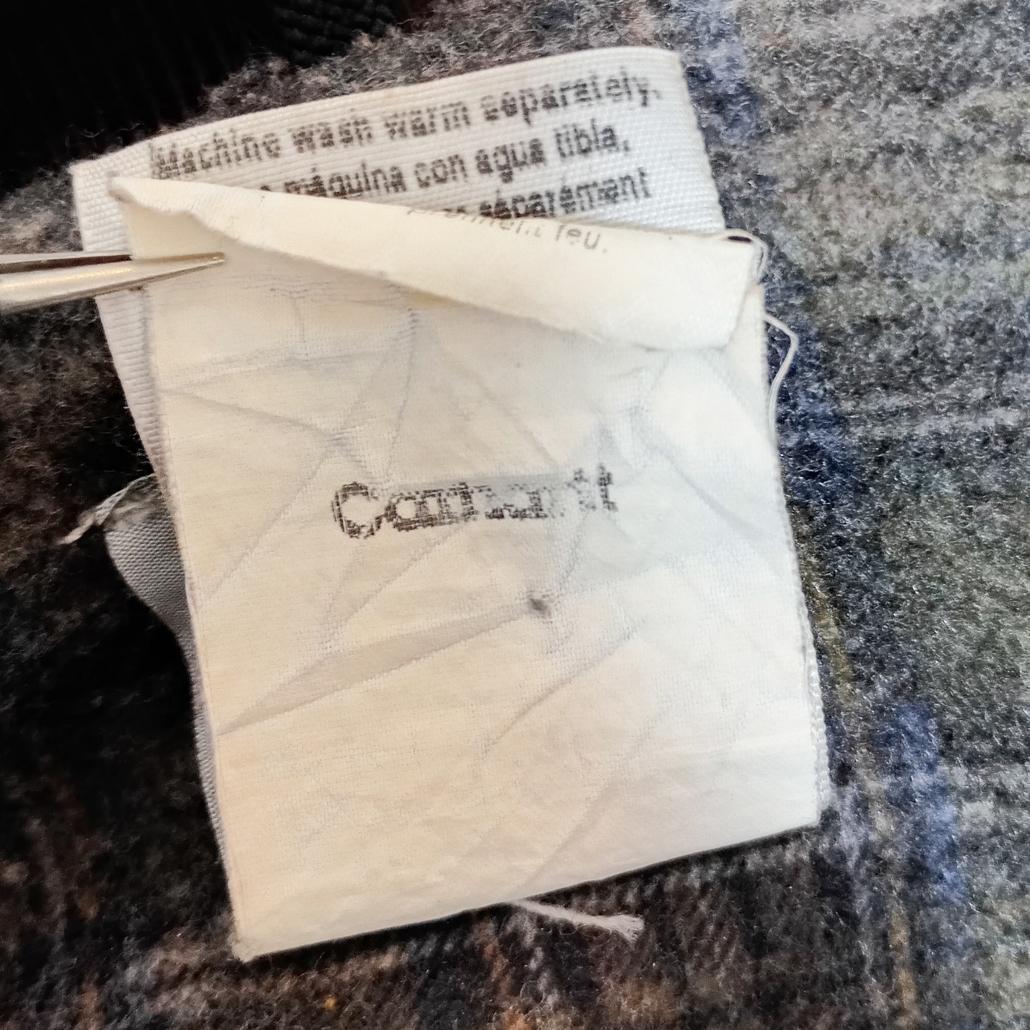 Machine wash warm separately.
máquina con agua tibia,
séparément
feu.
Carhartt